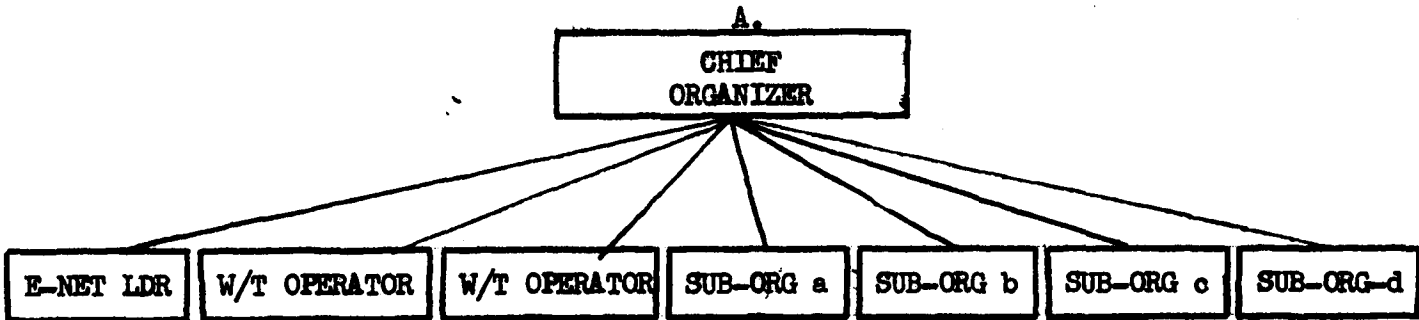 A.
CHIEF
ORGANIZER
E-NET LDR W/T OPERATOR W/T OPERATOR SUB-ORG a SUB-ORG b SUB-ORG c SUB-ORG-d